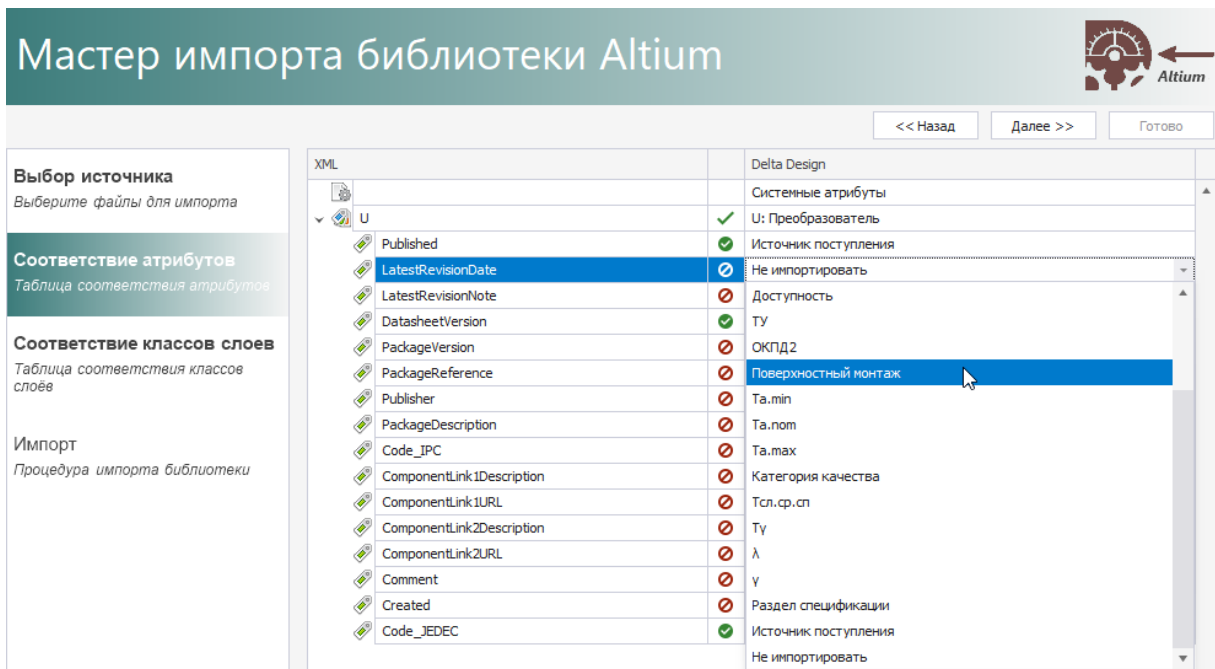 Мастер импорта библиотеки Altium
Altium
<< Назад
Далее >>
Готово
Выбор источника
Выберите файлы для импорта
Соответствие атрибутов
Таблица соответствия атрибутов
Соответствие классов слоев
Таблица соответствия классов
слоёв
Импорт
Процедура импорта библиотеки
XML Delta Design
Системные атрибуты
U U: Преобразователь
Published Источник поступления
LatestRevisionDate Не импортировать
LatestRevisionNote Доступность
DatasheetVersion ТУ
PackageVersion ОКПД2
PackageReference Поверхностный монтаж
Publisher Ta.min
PackageDescription Ta.nom
Code_IPC Ta.max
ComponentLink1Description Категория качества
ComponentLink1URL Tсл.ср.сп
ComponentLink2Description Tγ
ComponentLink2URL λ
Comment γ
Created Раздел спецификации
Code_JEDEC Источник поступления
Не импортировать